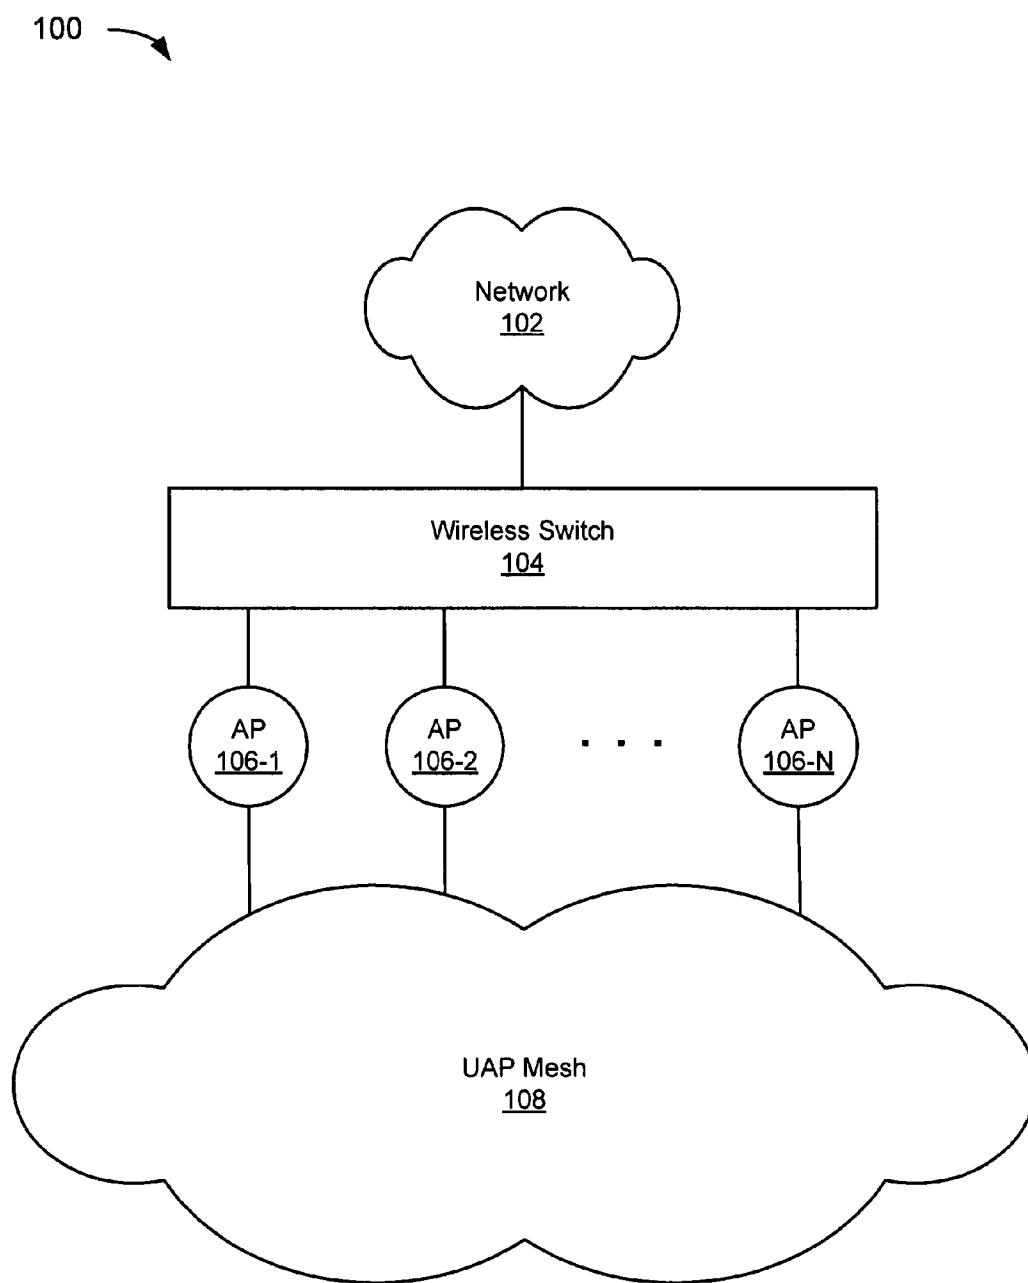 100
Network
102
Wireless Switch
104
AP
106-1
AP
106-2
. . .
AP
106-N
UAP Mesh
108